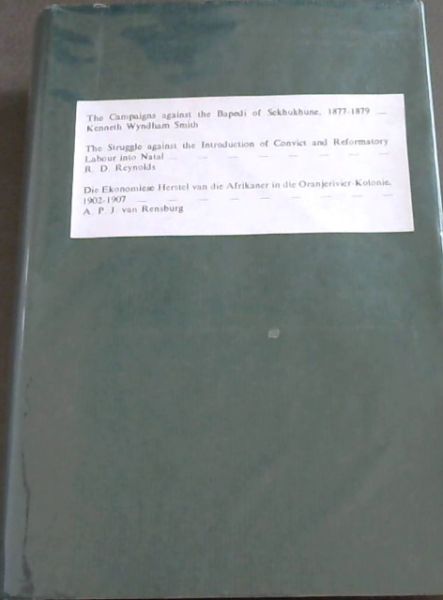 The Campaigns against the Bapedi of Sekhukhune, 1877-1879 —
Kenneth Wyndham Smith
The Struggle against the Introduction of Convict and Reformatory
Labour into Natal — — — — — — — —
R. D. Reynolds
Die Ekonomiese Herstel van die Afrikaner in die Oranjerivier-Kolonie,
1902-1907 — — — — — — — — —
A. P. J. van Rensburg